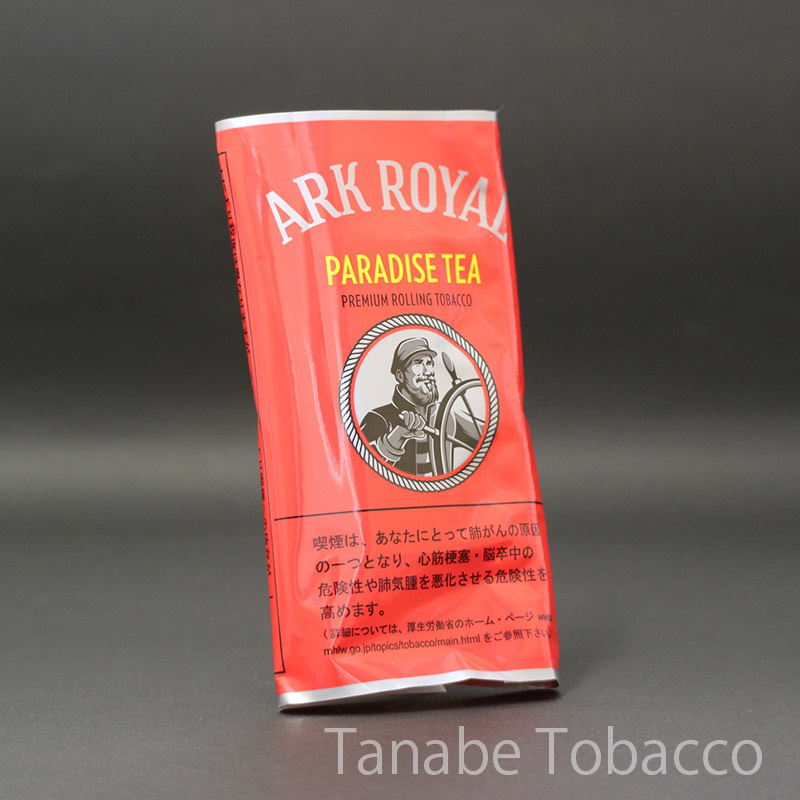 ARK ROYAL
PARADISE TEA
PREMIUM ROLLING TOBACCO
喫煙は、あなたにとって肺がんの原因
の一つとなり、心筋梗塞・脳卒中の
危険性や肺気腫を悪化させる危険性を
高めます。
(詳細については、厚生労働省のホーム・ページ www.
mhlw.go.jp/topics/tobacco/main.html をご参照下さい。
Tanabe Tobacco